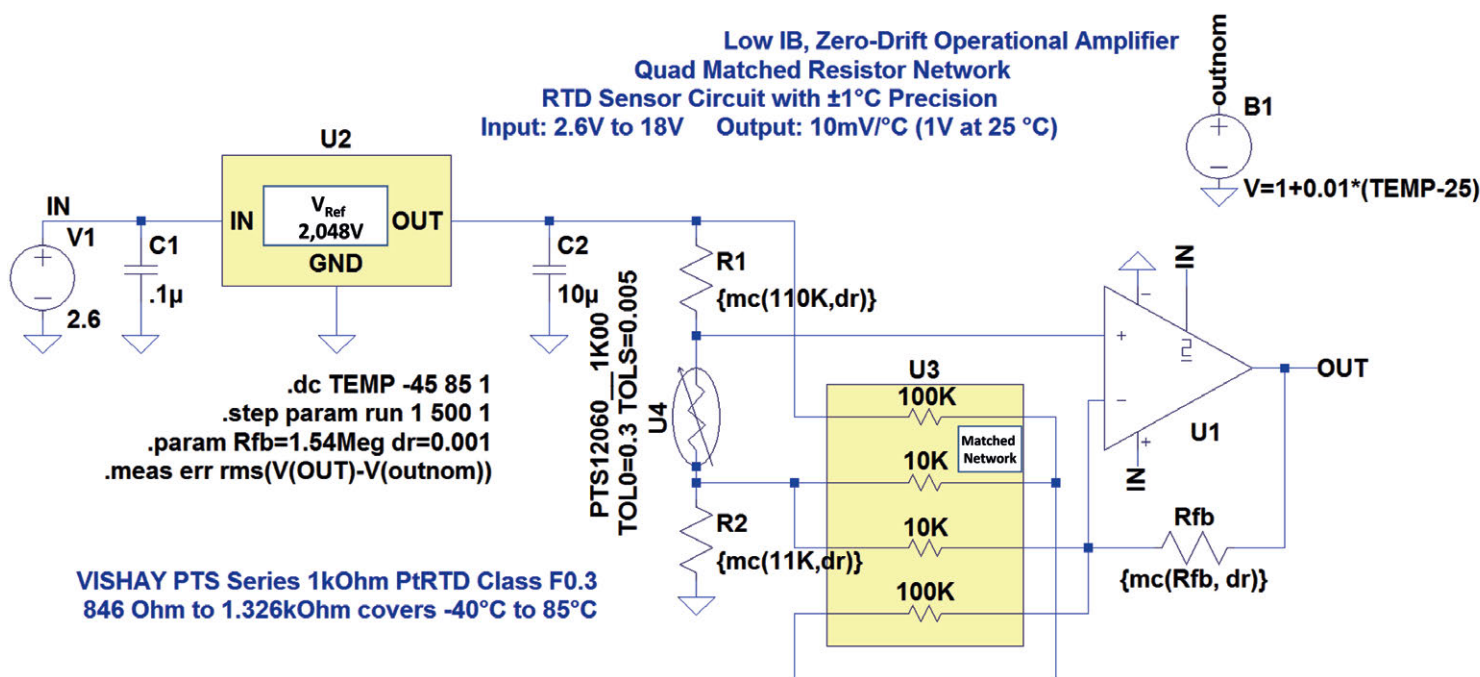 Low IB, Zero-Drift Operational Amplifier
Quad Matched Resistor Network
RTD Sensor Circuit with ±1°C Precision
Input: 2.6V to 18V Output: 10mV/°C (1V at 25 °C)
outnom
B1
V=1+0.01*(TEMP-25)
U2
IN
V1
2.6
C1
.1µ
IN
VRef
2,048V
OUT
GND
C2
10µ
R1
{mc(110K,dr)}
PTS12060__1K00
TOL0=0.3 TOLS=0.005
U4
R2
{mc(11K,dr)}
U3
100K
Matched
Network
10K
10K
100K
IN
U1
IN
OUT
Rfb
{mc(Rfb, dr)}
.dc TEMP -45 85 1
.step param run 1 500 1
.param Rfb=1.54Meg dr=0.001
.meas err rms(V(OUT)-V(outnom))
VISHAY PTS Series 1kOhm PtRTD Class F0.3
846 Ohm to 1.326kOhm covers -40°C to 85°C